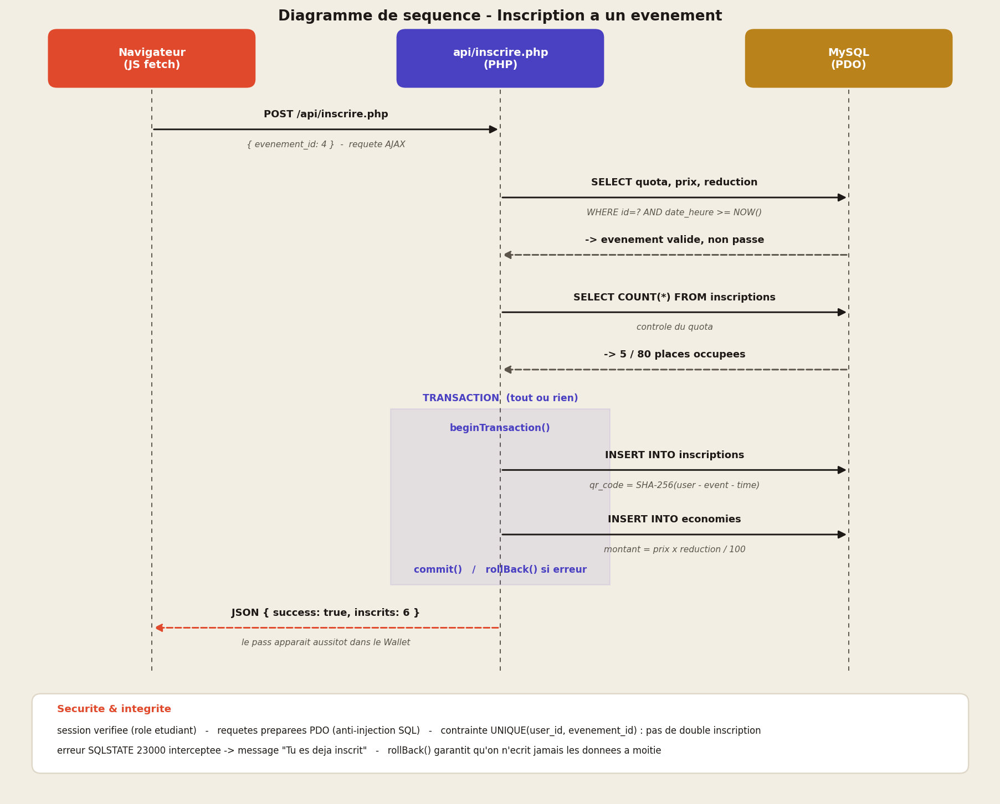 Diagramme de sequence - Inscription a un evenement
Navigateur
(JS fetch)
api/inscrire.php
(PHP)
MySQL
(PDO)
POST /api/inscrire.php
{ evenement_id: 4 }  -  requete AJAX
SELECT quota, prix, reduction
WHERE id=? AND date_heure >= NOW()
-> evenement valide, non passe
SELECT COUNT(*) FROM inscriptions
controle du quota
-> 5 / 80 places occupees
TRANSACTION  (tout ou rien)
beginTransaction()
INSERT INTO inscriptions
qr_code = SHA-256(user - event - time)
INSERT INTO economies
montant = prix x reduction / 100
commit()   /   rollBack() si erreur
JSON { success: true, inscrits: 6 }
le pass apparait aussitot dans le Wallet
Securite & integrite
session verifiee (role etudiant)   -   requetes preparees PDO (anti-injection SQL)   -   contrainte UNIQUE(user_id, evenement_id) : pas de double inscription
erreur SQLSTATE 23000 interceptee -> message "Tu es deja inscrit"   -   rollBack() garantit qu'on n'ecrit jamais les donnees a moitie